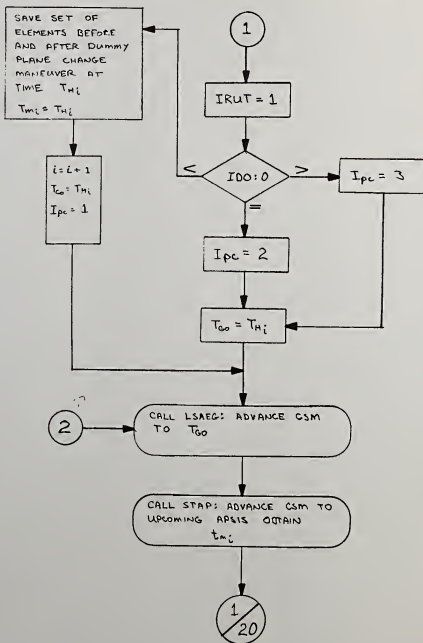 SAVE SET OF
ELEMENTS BEFORE
AND AFTER DUMMY
PLANE CHANGE
MANEUVER AT
TIME T_Hi
T_mi = T_Hi
1
IRUT = 1
i = i + 1
T_GO = T_Hi
I_PC = 1
<
IDO : 0
>
I_PC = 3
=
I_PC = 2
T_GO = T_Hi
2
CALL LSAEG: ADVANCE CSM
TO T_GO
CALL STAP: ADVANCE CSM TO
UPCOMING APSIS OBTAIN
t_mi
1/20